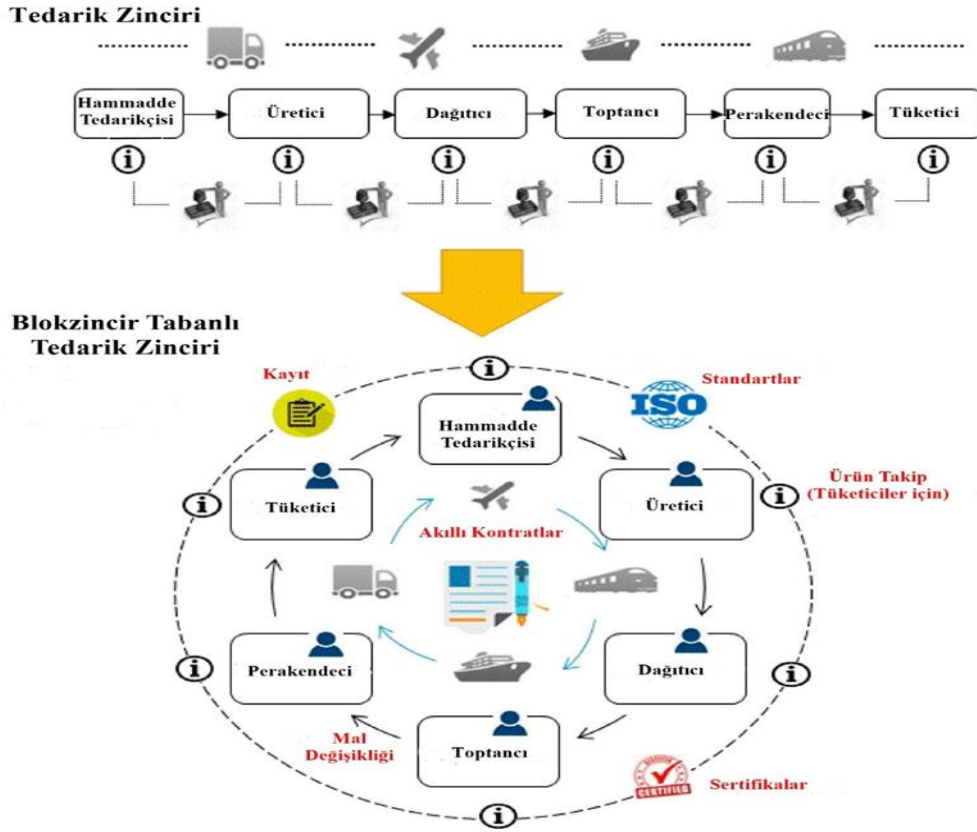 Tedarik Zinciri
Hammadde
Tedarikçisi
Üretici
Dağıtıcı
Toptancı
Perakendeci
Tüketici
i
i
i
i
i
i
Blokzincir Tabanlı
Tedarik Zinciri
i
Kayıt
Standartlar
ISO
Hammadde
Tedarikçisi
Tüketici
Üretici
i
i
Ürün Takip
(Tüketiciler için)
Akıllı Kontratlar
Perakendeci
Dağıtıcı
i
i
Mal
Değişikliği
Toptancı
CERTIFIED
Sertifikalar
i